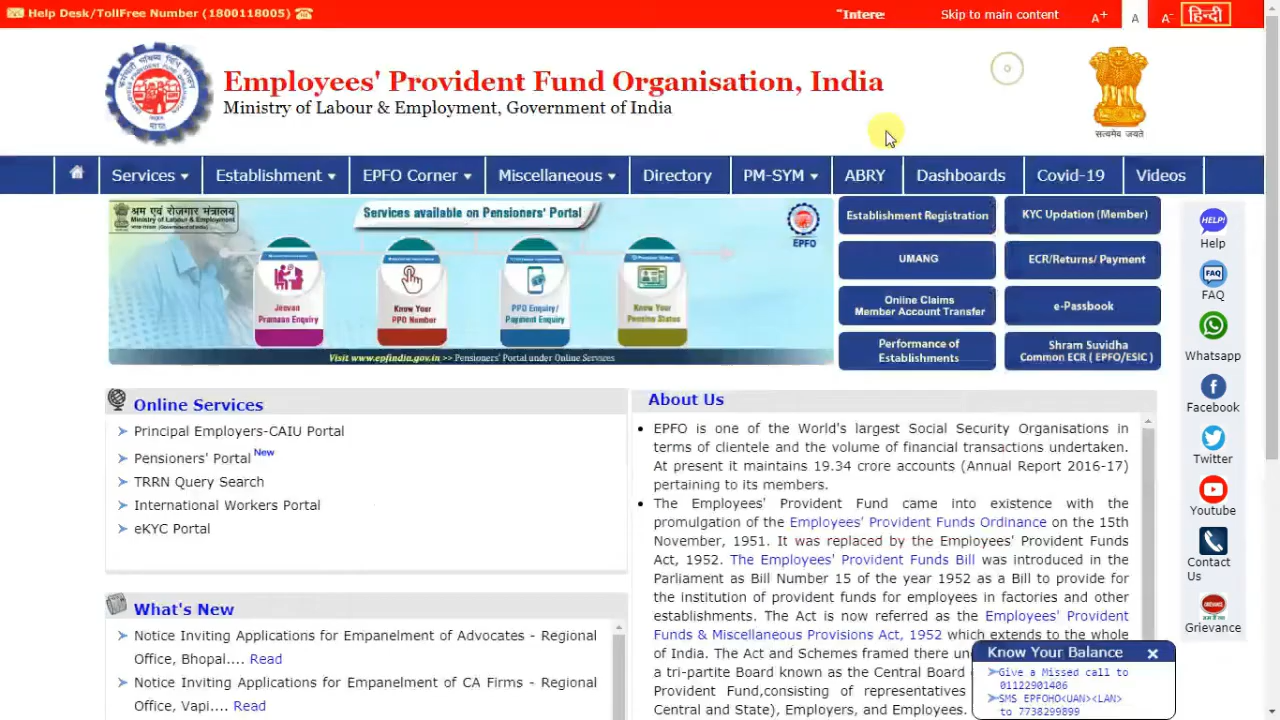 Help Desk/TollFree Number (1800118005)
"Interes
Skip to main content
A+
A
A-
हिन्दी
Employees' Provident Fund Organisation, India
Ministry of Labour & Employment, Government of India
सत्यमेव जयते
Services
Establishment
EPFO Corner
Miscellaneous
Directory
PM-SYM
ABRY
Dashboards
Covid-19
Videos
श्रम एवं रोजगार मंत्रालय
Services available on Pensioners' Portal
EPFO
Jeevan
Pramaan Enquiry
Know Your
PPO Number
PPO Enquiry/
Payment Enquiry
Know Your
Pension Status
Visit www.epfindia.gov.in >> Pensioners' Portal under Online Services
Establishment Registration
KYC Updation (Member)
UMANG
ECR/Returns/ Payment
Online Claims
Member Account Transfer
e-Passbook
Performance of
Establishments
Shram Suvidha
Common ECR ( EPFO/ESIC )
HELP!
Help
FAQ
FAQ
Whatsapp
Facebook
Twitter
Youtube
Contact
Us
Grievance
Online Services
Principal Employers-CAIU Portal
Pensioners' Portal New
TRRN Query Search
International Workers Portal
eKYC Portal
What's New
Notice Inviting Applications for Empanelment of Advocates - Regional
Office, Bhopal.... Read
Notice Inviting Applications for Empanelment of CA Firms - Regional
Office, Vapi.... Read
About Us
EPFO is one of the World's largest Social Security Organisations in
terms of clientele and the volume of financial transactions undertaken.
At present it maintains 19.34 crore accounts (Annual Report 2016-17)
pertaining to its members.
The Employees' Provident Fund came into existence with the
promulgation of the Employees' Provident Funds Ordinance on the 15th
November, 1951. It was replaced by the Employees' Provident Funds
Act, 1952. The Employees' Provident Funds Bill was introduced in the
Parliament as Bill Number 15 of the year 1952 as a Bill to provide for
the institution of provident funds for employees in factories and other
establishments. The Act is now referred as the Employees' Provident
Funds & Miscellaneous Provisions Act, 1952 which extends to the whole
of India. The Act and Schemes framed there
a tri-partite Board known as the Central Board
Provident Fund,consisting of representatives
Central and State), Employers, and Employees.
Know Your Balance
Give a Missed call to
01122901406
SMS EPFOHO<UAN><LAN>
to 7738299899